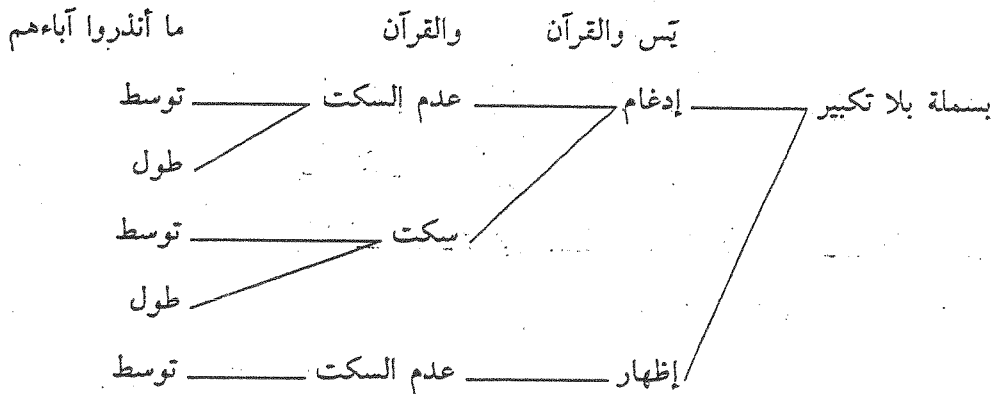 يٓس والقرآن والقرآن ما أنذروا آباءهم
بسملة بلا تكبير إدغام عدم السكت توسط
طول
سكت توسط
طول
إظهار عدم السكت توسط